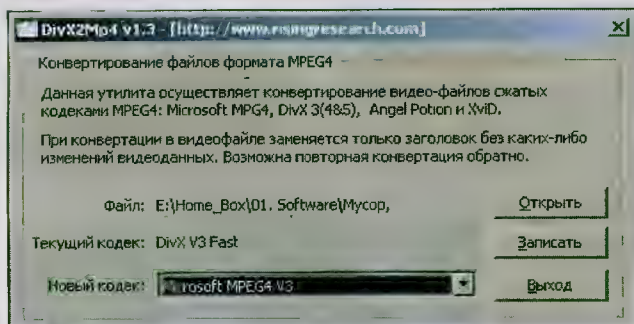 DivX2Mp4 v1.3 - [http://www.risingresearch.com]
Конвертирование файлов формата MPEG4
Данная утилита осуществляет конвертирование видео-файлов сжатых
кодеками MPEG4: Microsoft MPG4, DivX 3(4&5), Angel Potion и XviD.
При конвертации в видеофайле заменяется только заголовок без каких-либо
изменений видеоданных. Возможна повторная конвертация обратно.
Файл: E:\Home_Box\01. Software\Мусор,
Открыть
Текущий кодек: DivX V3 Fast
Записать
Новый кодек: rosoft MPEG4 V3
Выход